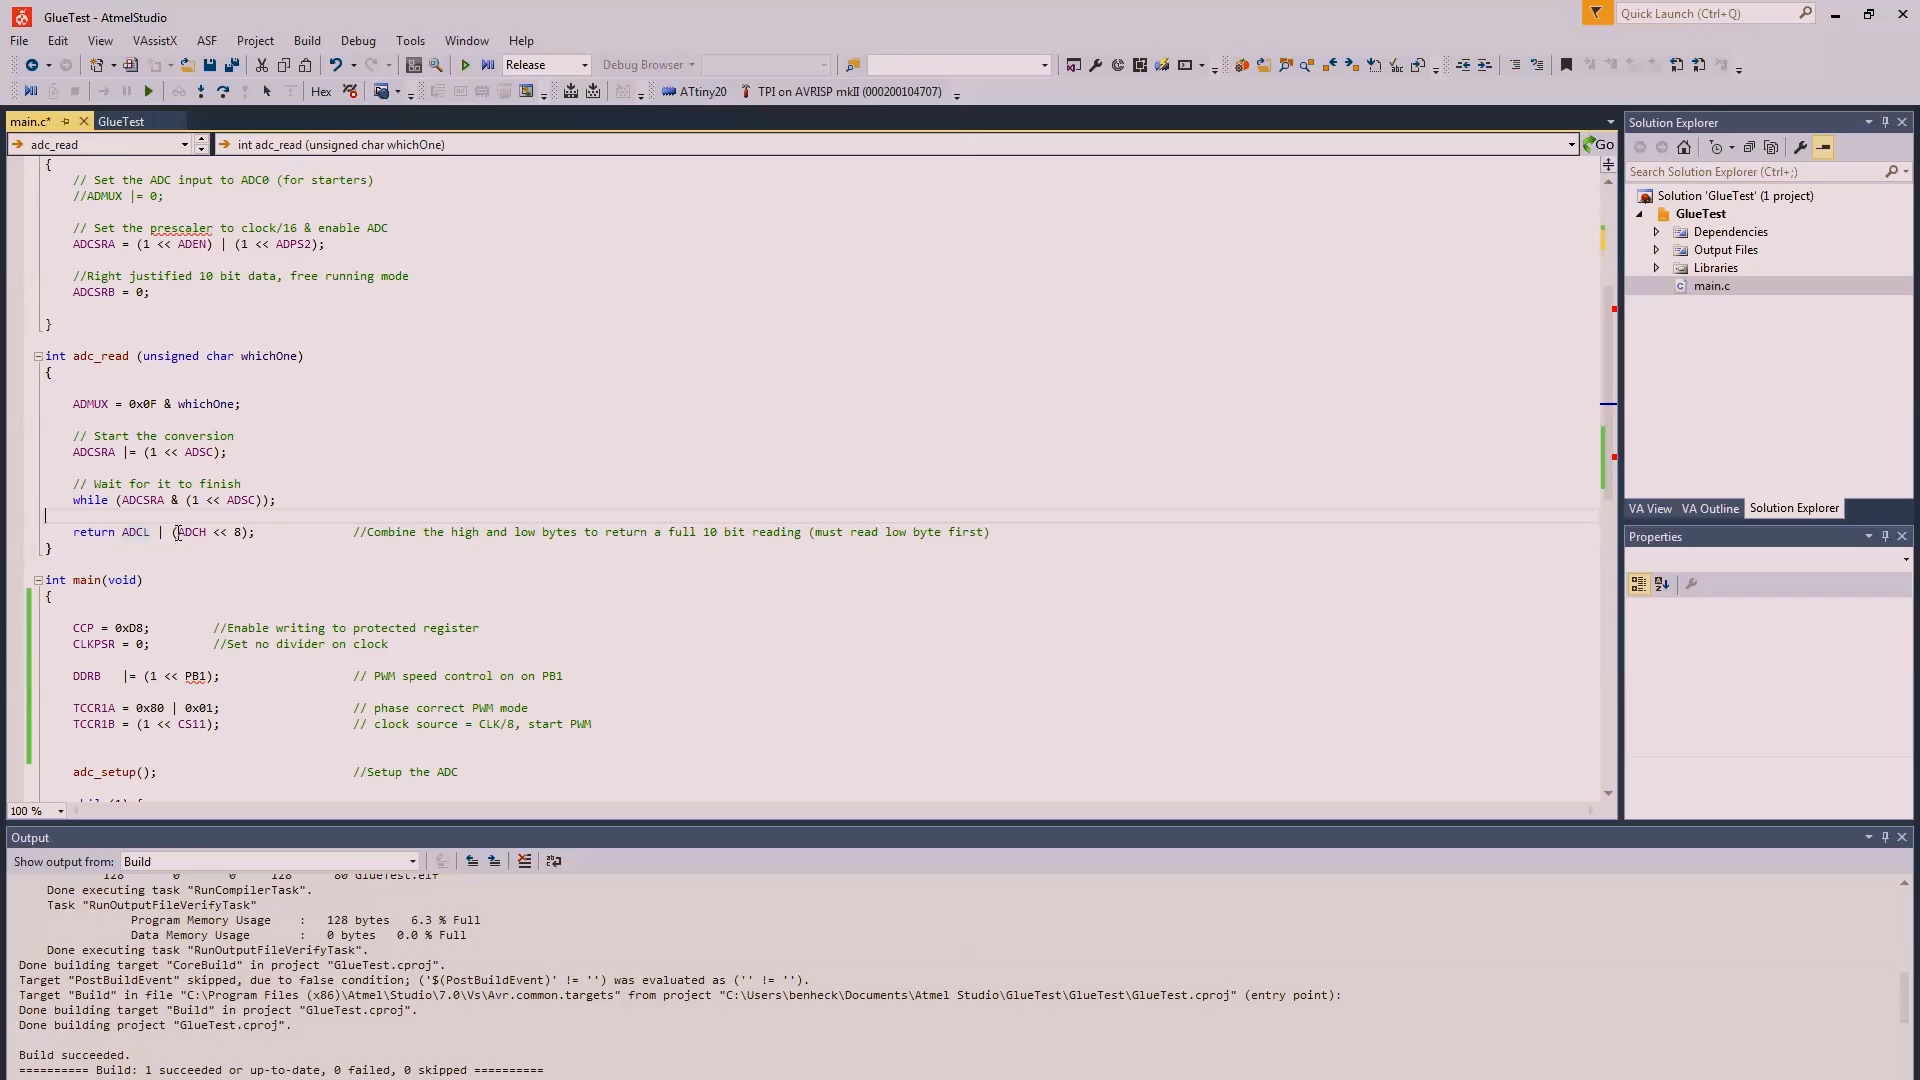 GlueTest - AtmelStudio
Quick Launch (Ctrl+Q)
File Edit View VAssistX ASF Project Build Debug Tools Window Help
Release Debug Browser
Hex ATtiny20 TPI on AVRISP mkII (000200104707)
main.c* GlueTest
adc_read int adc_read (unsigned char whichOne) Go
{
// Set the ADC input to ADC0 (for starters)
//ADMUX |= 0;
// Set the prescaler to clock/16 & enable ADC
ADCSRA = (1 << ADEN) | (1 << ADPS2);
//Right justified 10 bit data, free running mode
ADCSRB = 0;
}
int adc_read (unsigned char whichOne)
{
ADMUX = 0x0F & whichOne;
// Start the conversion
ADCSRA |= (1 << ADSC);
// Wait for it to finish
while (ADCSRA & (1 << ADSC));
return ADCL | (ADCH << 8); //Combine the high and low bytes to return a full 10 bit reading (must read low byte first)
}
int main(void)
{
CCP = 0xD8; //Enable writing to protected register
CLKPSR = 0; //Set no divider on clock
DDRB |= (1 << PB1); // PWM speed control on on PB1
TCCR1A = 0x80 | 0x01; // phase correct PWM mode
TCCR1B = (1 << CS11); // clock source = CLK/8, start PWM
adc_setup(); //Setup the ADC
100 %
Solution Explorer
Search Solution Explorer (Ctrl+;)
Solution 'GlueTest' (1 project)
GlueTest
Dependencies
Output Files
Libraries
main.c
VA View VA Outline Solution Explorer
Properties
Output
Show output from: Build
128 0 0 128 80 GlueTest.elf
Done executing task "RunCompilerTask".
Task "RunOutputFileVerifyTask"
Program Memory Usage : 128 bytes 6.3 % Full
Data Memory Usage : 0 bytes 0.0 % Full
Done executing task "RunOutputFileVerifyTask".
Done building target "CoreBuild" in project "GlueTest.cproj".
Target "PostBuildEvent" skipped, due to false condition; ('$(PostBuildEvent)' != '') was evaluated as ('' != '').
Target "Build" in file "C:\Program Files (x86)\Atmel\Studio\7.0\Vs\Avr.common.targets" from project "C:\Users\benheck\Documents\Atmel Studio\GlueTest\GlueTest\GlueTest.cproj" (entry point):
Done building target "Build" in project "GlueTest.cproj".
Done building project "GlueTest.cproj".
Build succeeded.
========== Build: 1 succeeded or up-to-date, 0 failed, 0 skipped ==========